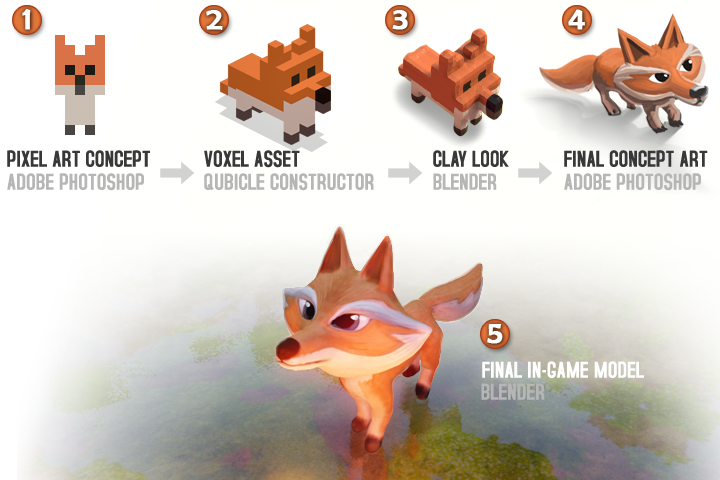 1
2
3
4
PIXEL ART CONCEPT
ADOBE PHOTOSHOP
VOXEL ASSET
QUBICLE CONSTRUCTOR
CLAY LOOK
BLENDER
FINAL CONCEPT ART
ADOBE PHOTOSHOP
5
FINAL IN-GAME MODEL
BLENDER